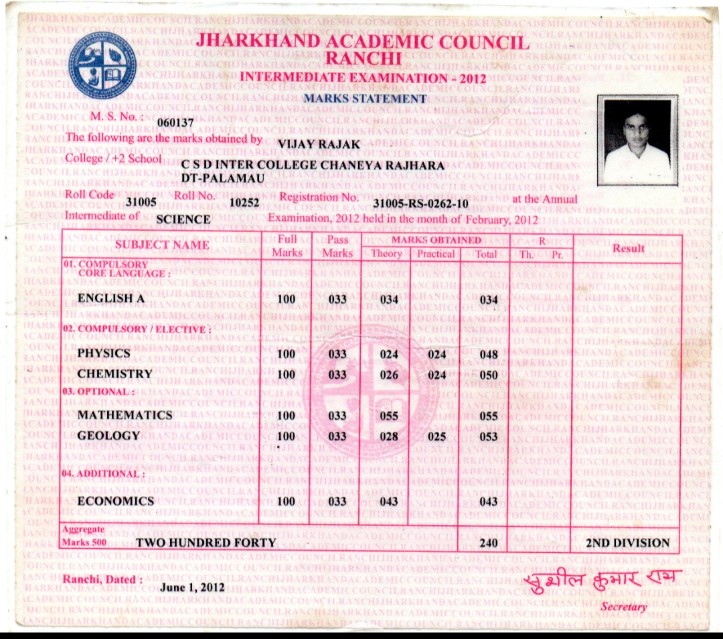 JHARKHAND ACADEMIC COUNCIL
RANCHI
INTERMEDIATE EXAMINATION - 2012
MARKS STATEMENT
M. S. No. : 060137
The following are the marks obtained by VIJAY RAJAK
College / +2 School C S D INTER COLLEGE CHANEYA RAJHARA
DT-PALAMAU
Roll Code 31005 Roll No. 10252 Registration No. 31005-RS-0262-10 at the Annual
Intermediate of SCIENCE Examination, 2012 held in the month of February, 2012
SUBJECT NAME Full Marks Pass Marks MARKS OBTAINED R Result
Theory Practical Total Th. Pr.
01. COMPULSORY
CORE LANGUAGE :
ENGLISH A 100 033 034 034
02. COMPULSORY / ELECTIVE :
PHYSICS 100 033 024 024 048
CHEMISTRY 100 033 026 024 050
03. OPTIONAL :
MATHEMATICS 100 033 055 055
GEOLOGY 100 033 028 025 053
04. ADDITIONAL :
ECONOMICS 100 033 043 043
Aggregate
Marks 500 TWO HUNDRED FORTY 240 2ND DIVISION
Ranchi, Dated : June 1, 2012
सुशील कुमार राय
Secretary